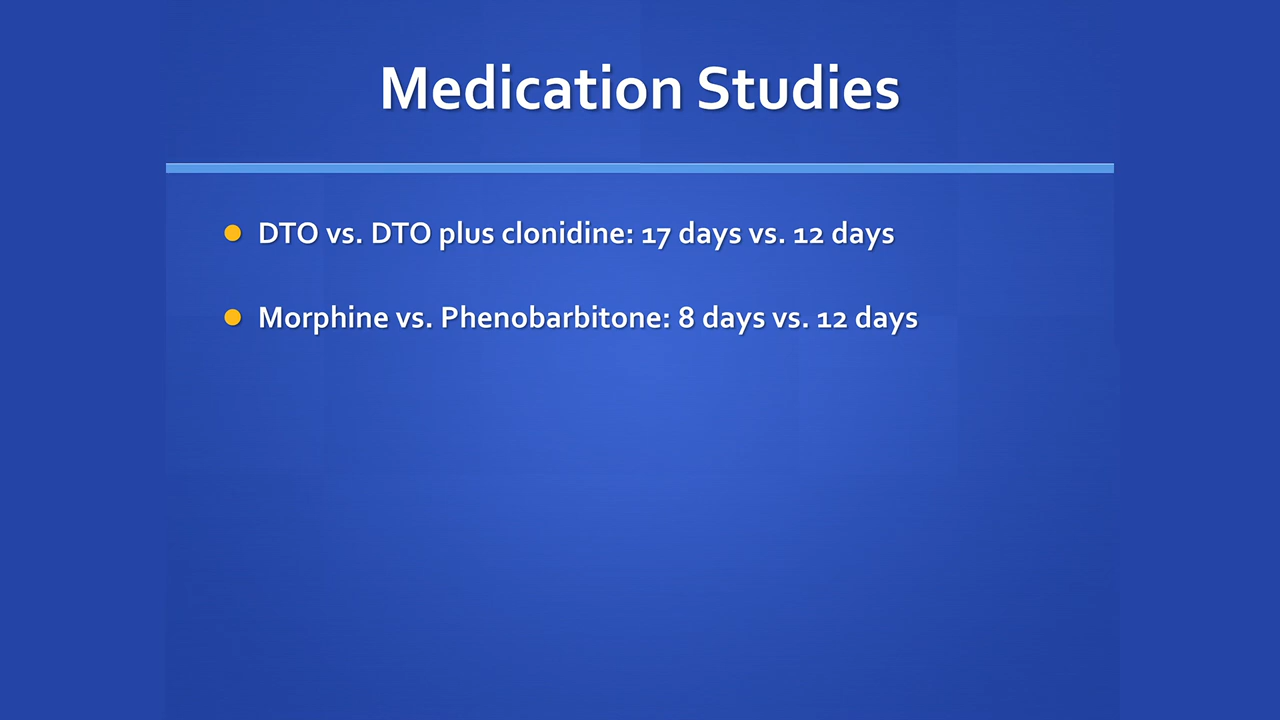 Medication Studies
DTO vs. DTO plus clonidine: 17 days vs. 12 days
Morphine vs. Phenobarbitone: 8 days vs. 12 days